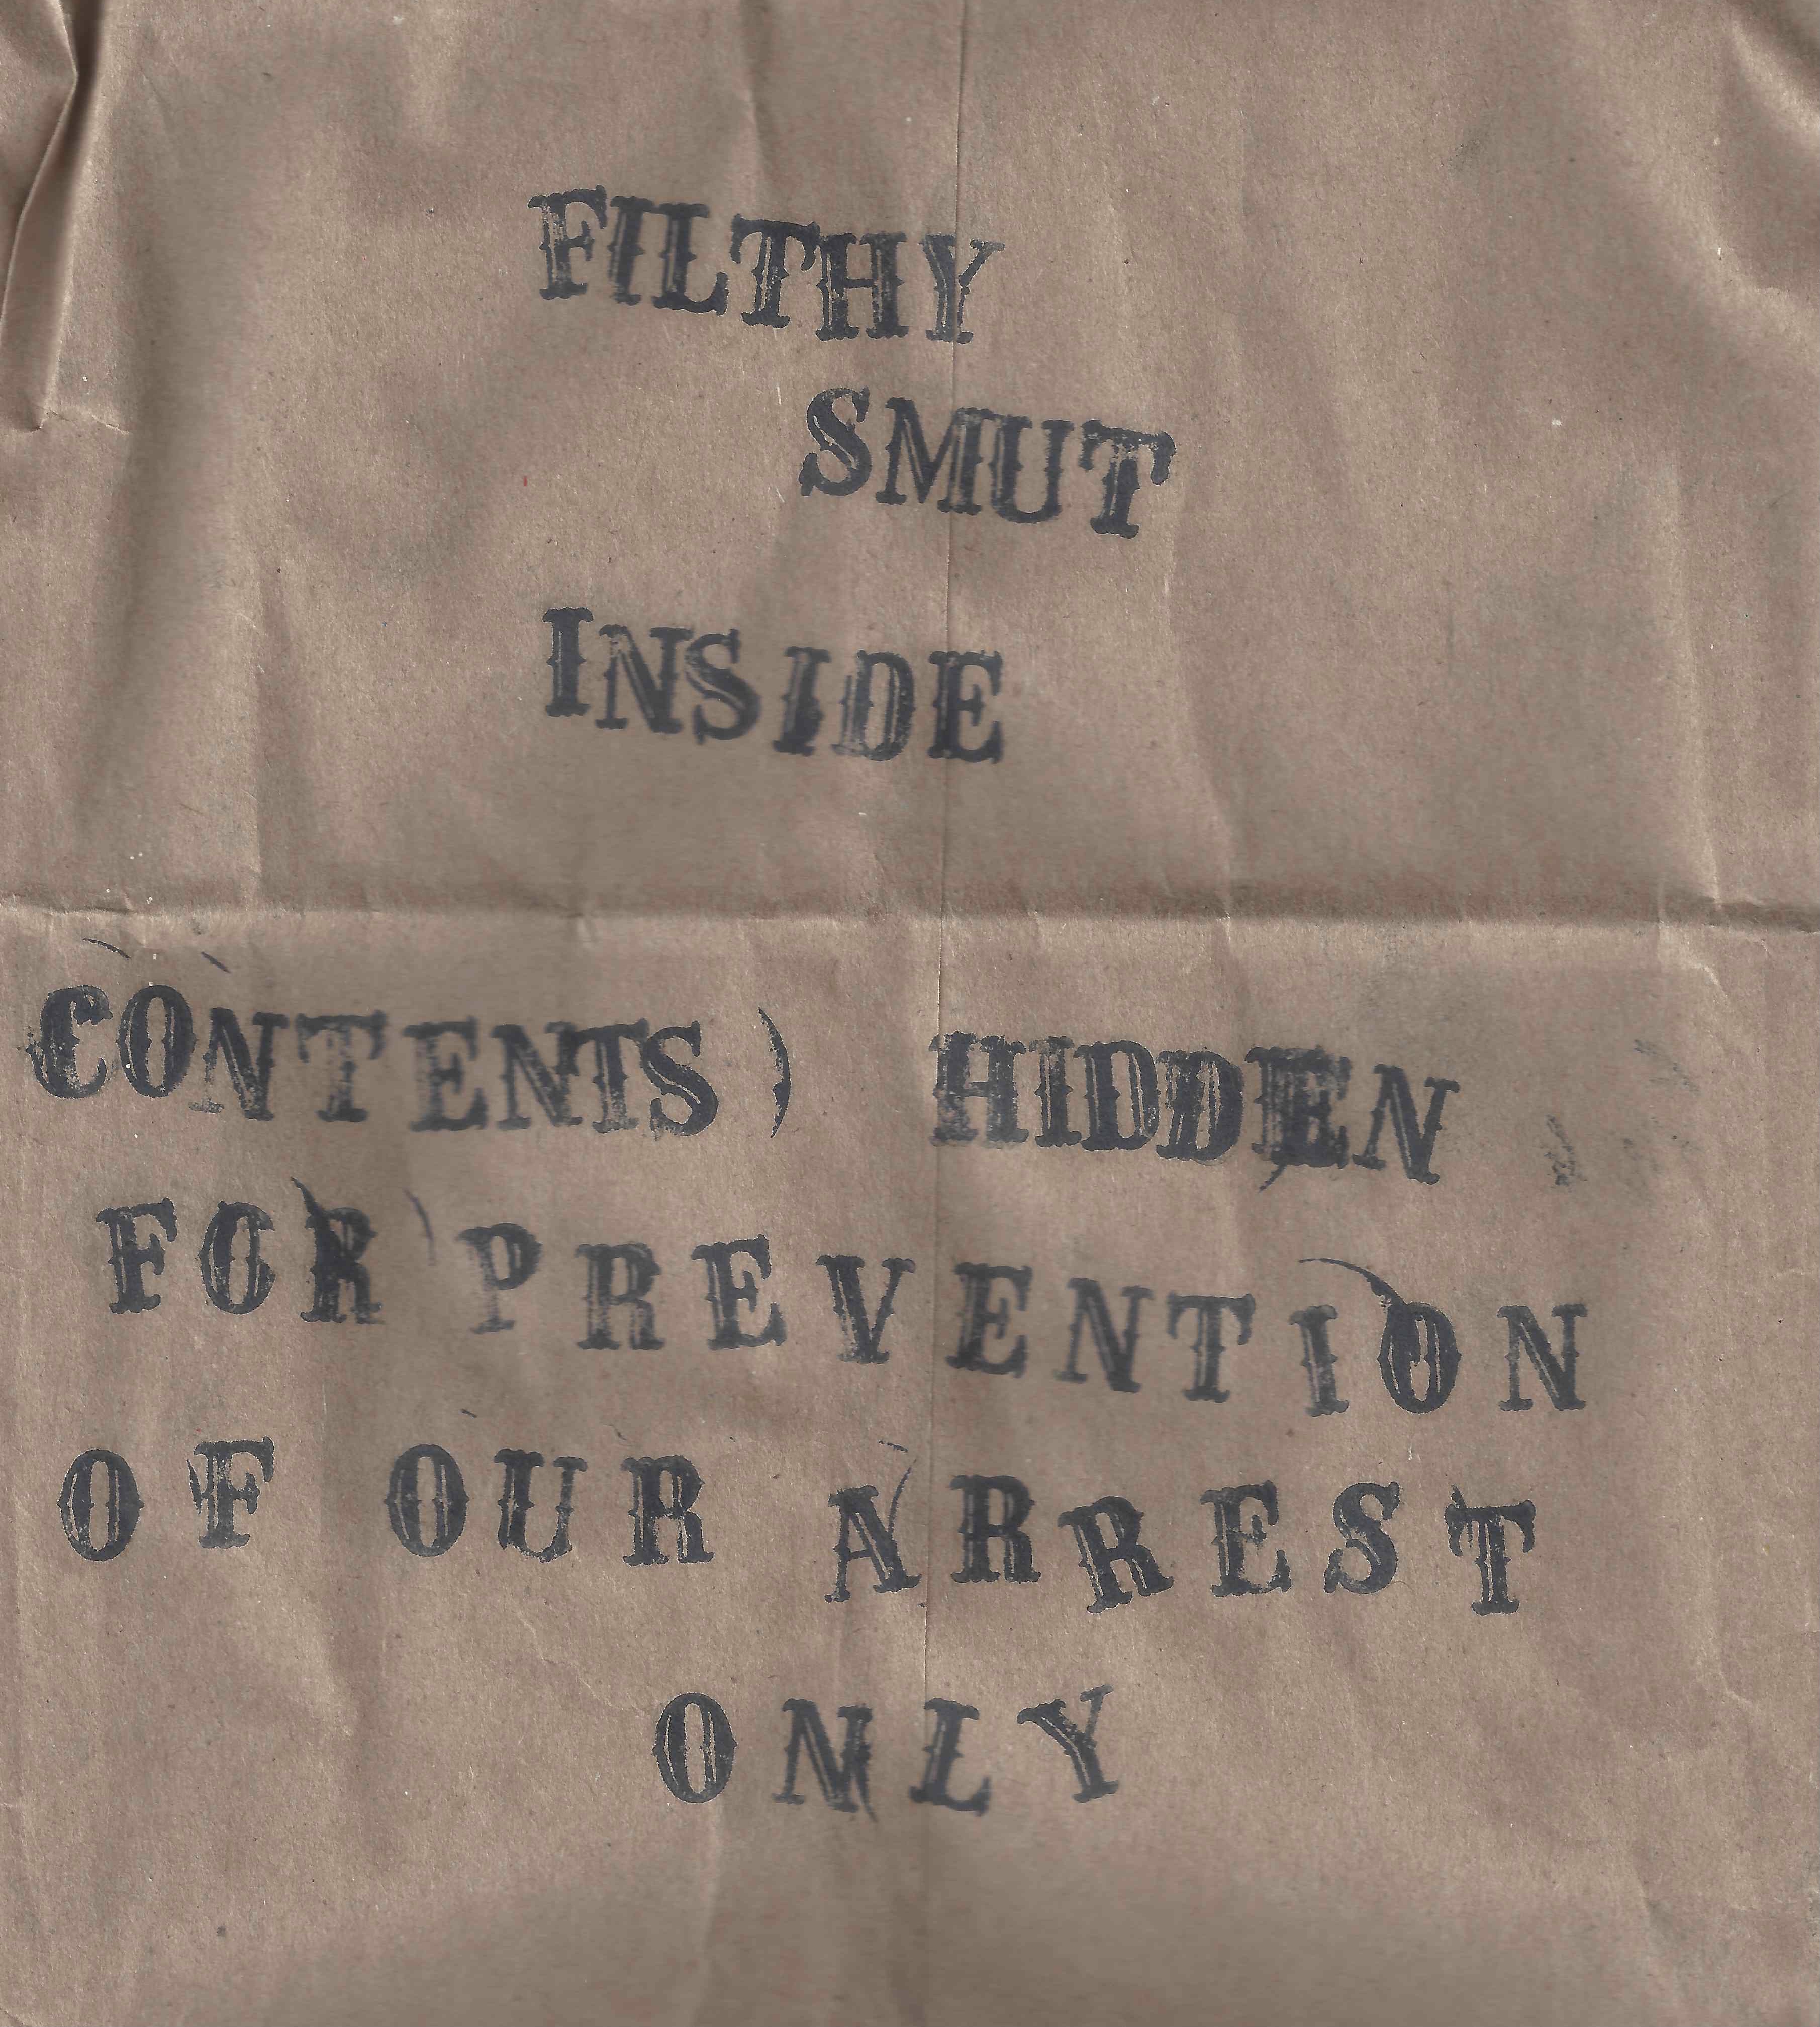 FILTHY
SMUT
INSIDE
CONTENTS) HIDDEN
FOR PREVENTION
OF OUR ARREST
ONLY